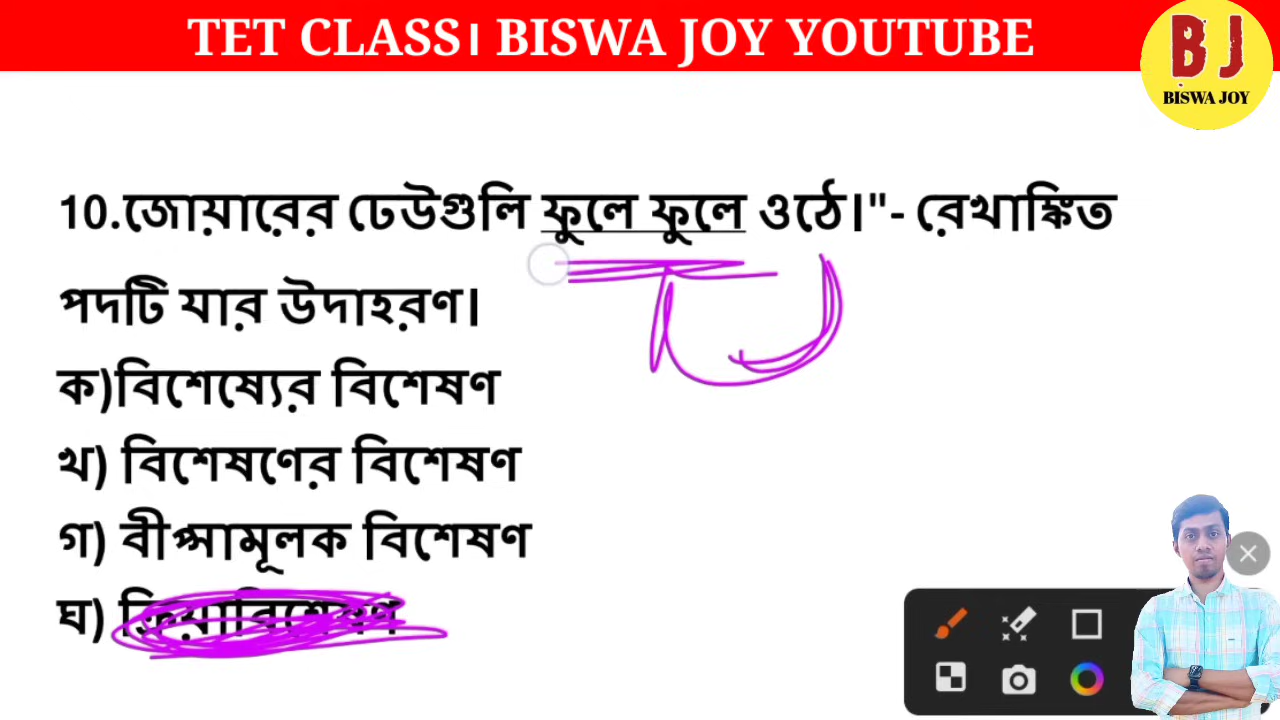 TET CLASS। BISWA JOY YOUTUBE
BJ
BISWA JOY
10.জোয়ারের ঢেউগুলি ফুলে ফুলে ওঠে।"- রেখাঙ্কিত
পদটি যার উদাহরণ।
ক)বিশেষ্যের বিশেষণ
খ) বিশেষণের বিশেষণ
গ) বীপ্সামূলক বিশেষণ
ঘ) ক্রিয়াবিশেষণ